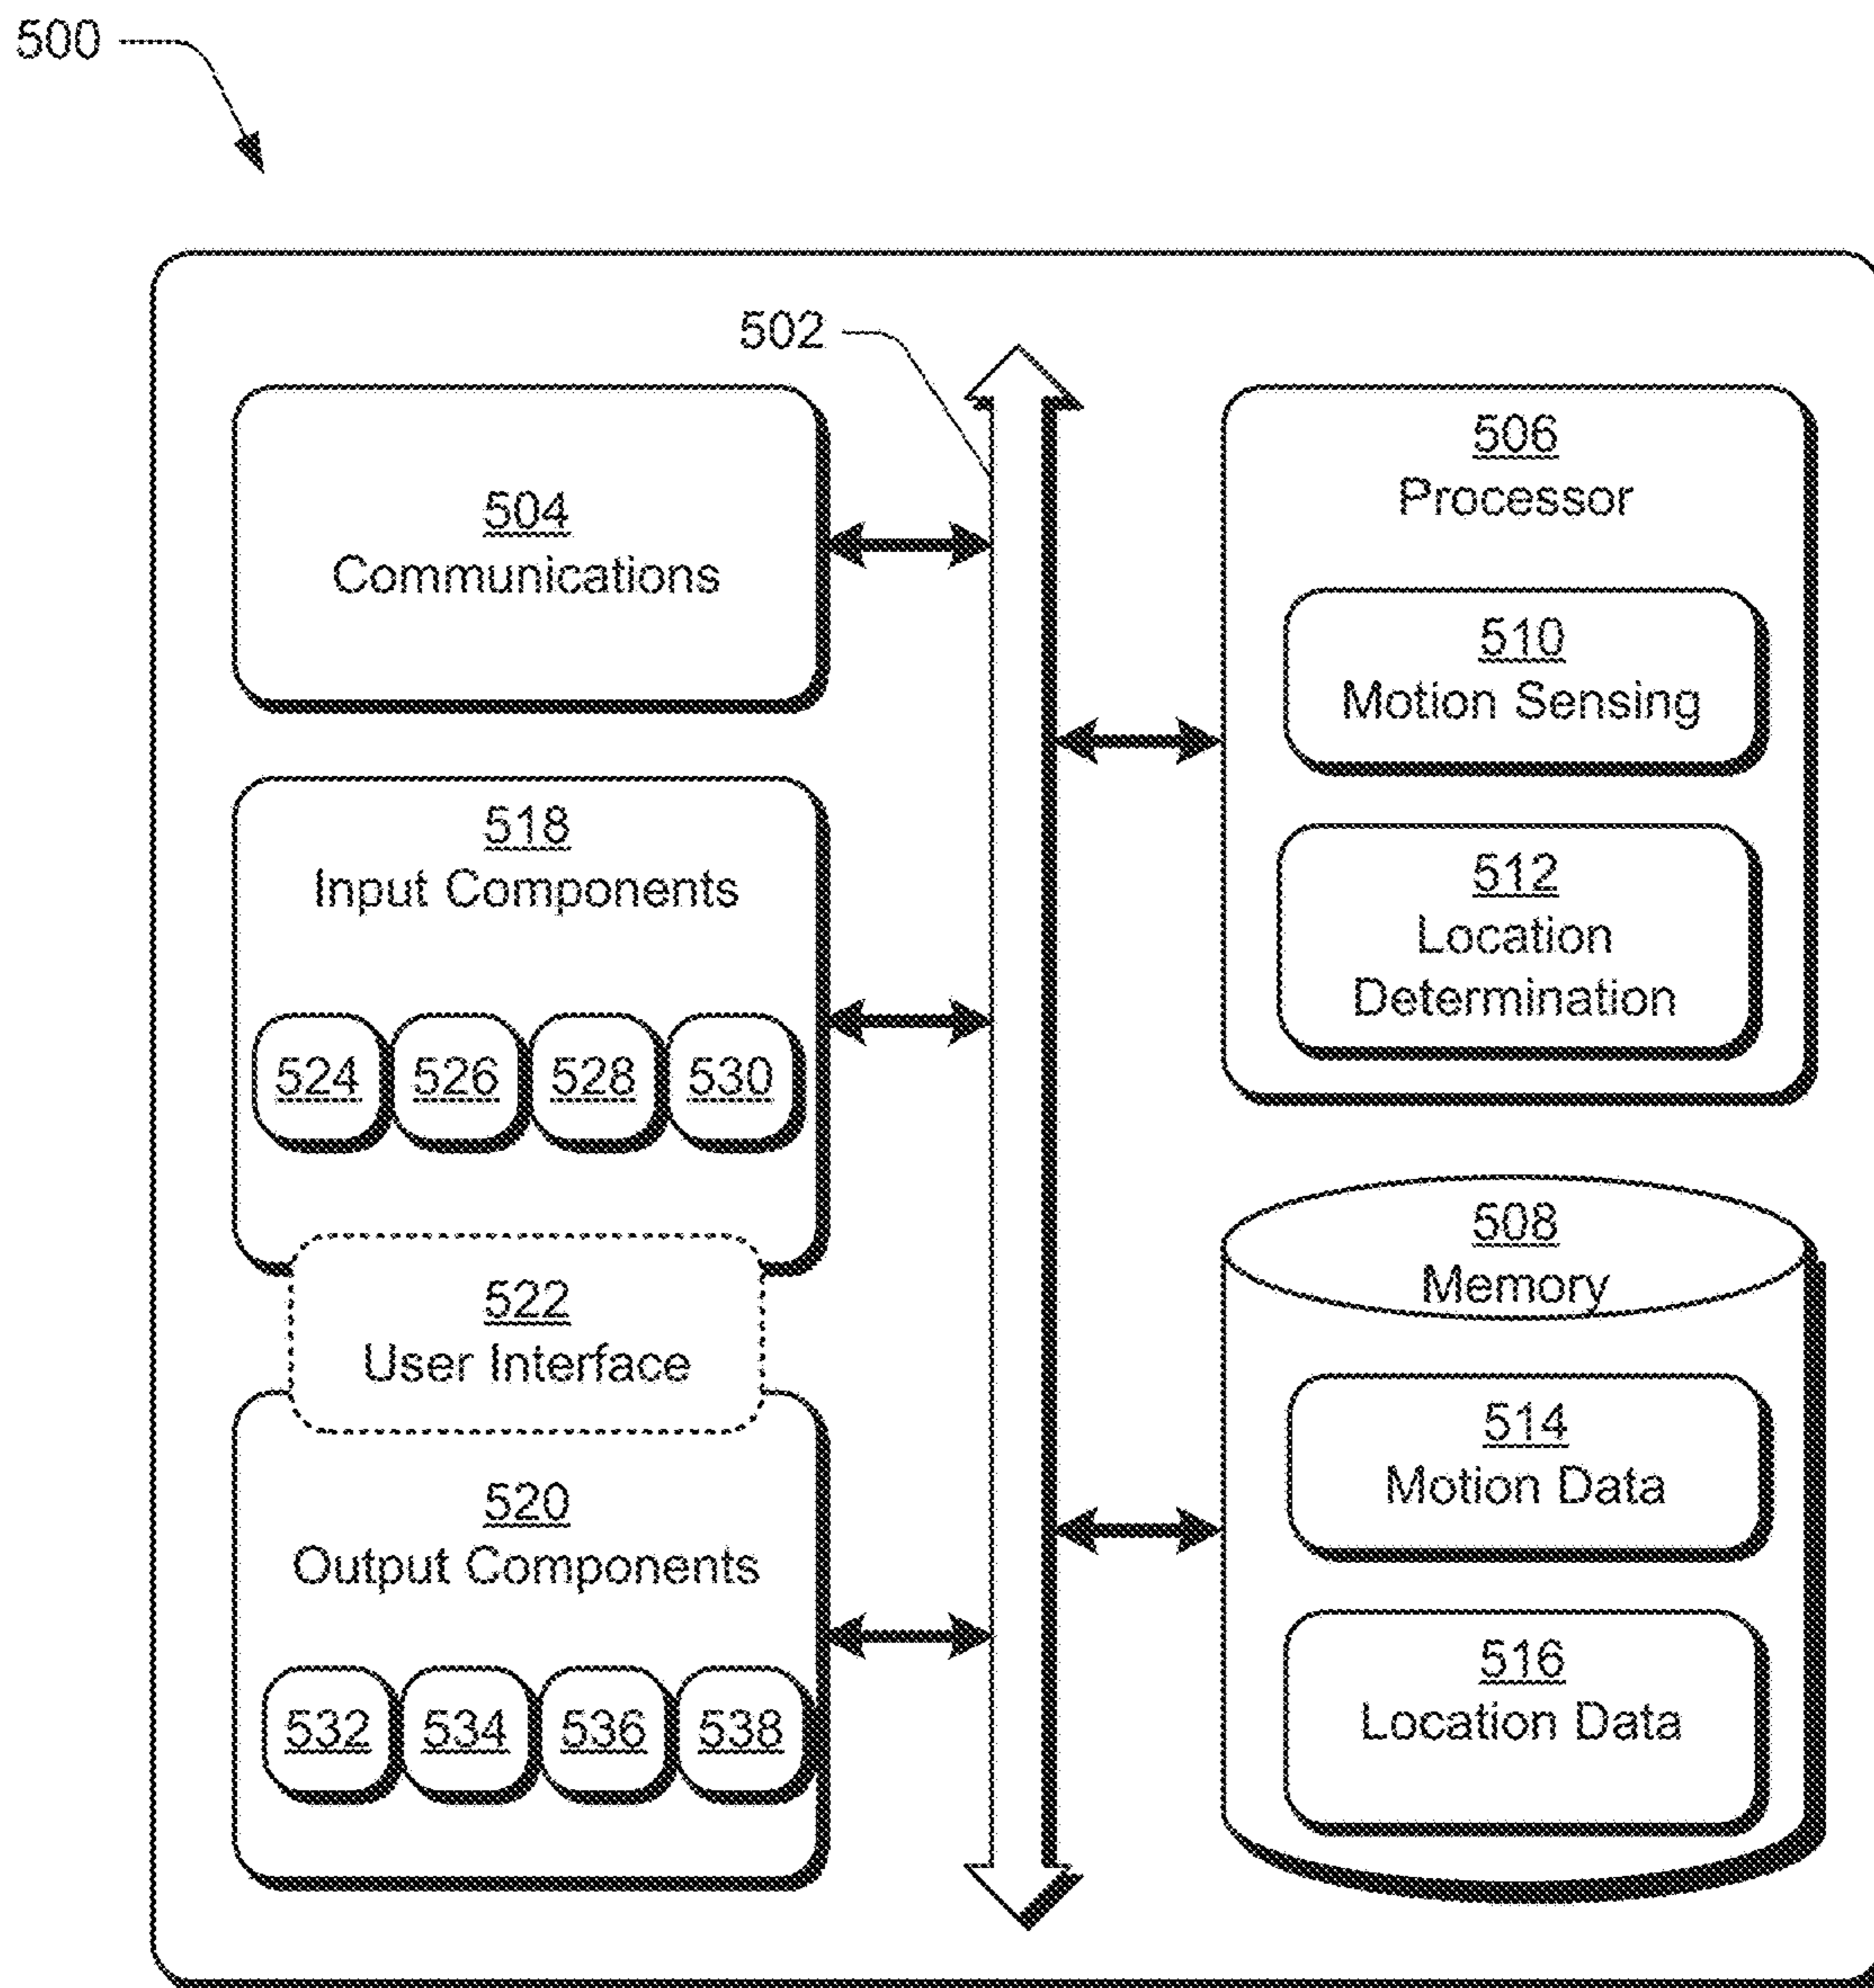 500
502
504
Communications
518
Input Components
524 526 528 530
522
User Interface
520
Output Components
532 534 536 538
506
Processor
510
Motion Sensing
512
Location
Determination
508
Memory
514
Motion Data
516
Location Data